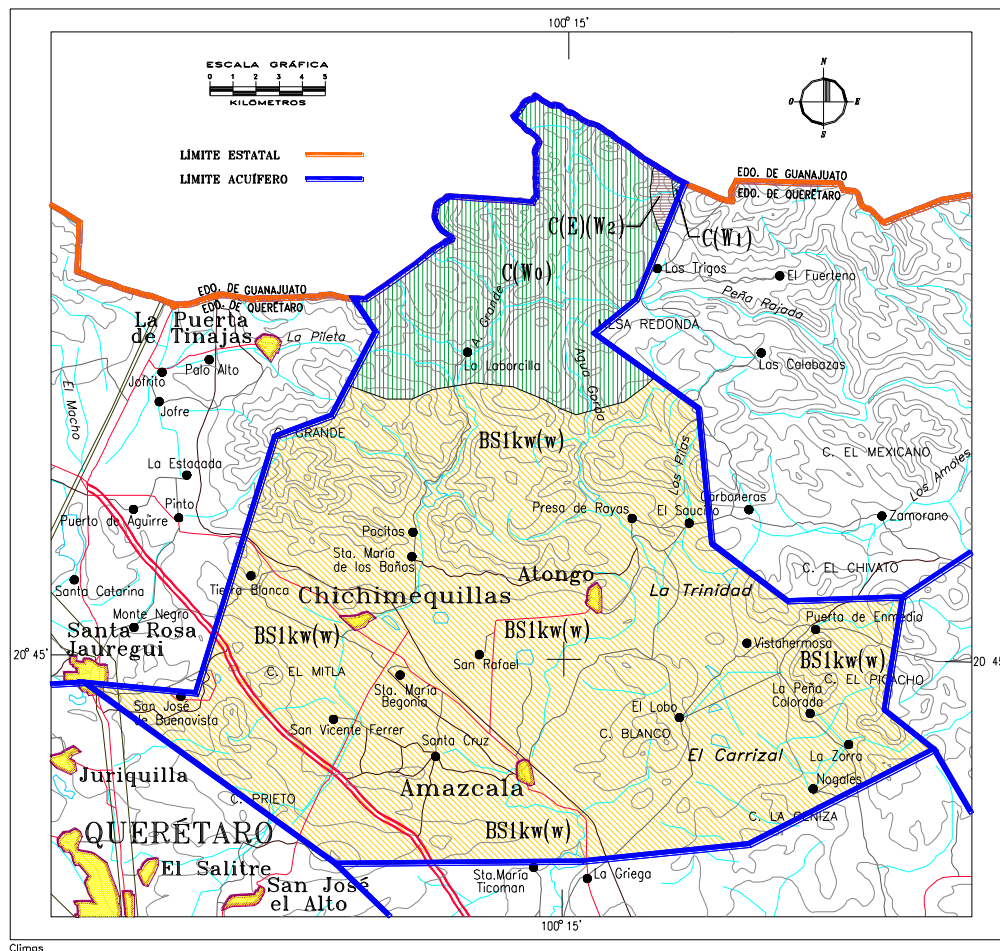 100° 15'
ESCALA GRÁFICA
0 1 2 3 4 5
KILÓMETROS
N
O E
S
LÍMITE ESTATAL
LÍMITE ACUÍFERO
EDO. DE GUANAJUATO
EDO. DE QUERÉTARO
C(E)(W2)
C(W1)
C(W0)
Los Trigos
El Fuerteno
Peña Rajada
EDO. DE GUANAJUATO
EDO. DE QUERÉTARO
La Puerta
de Tinajas
La Pileta
A. Grande
MESA REDONDA
Palo Alto
La Laborcilla
Las Calabazas
Jofrito
Agua Gorda
Jofre
El Macho
C. GRANDE
BS1kw(w)
C. EL MEXICANO
Los Amoles
La Estacada
Las Pilas
Pinto
Puerto de Aguirre
Presa de Rayas
Carboneras
El Saucillo
Zamorano
Pocitos
Sta. María
de los Baños
C. EL CHIVATO
Atongo
Santa Catarina
Tierra Blanca
Chichimequillas
La Trinidad
Monte Negro
Santa Rosa
Jauregui
BS1kw(w)
BS1kw(w)
Puerta de Enmedio
Vistahermosa
20° 45'
San Rafael
BS1kw(w)
20 45
C. EL MITLA
C. EL PICACHO
Sta. María
Begonia
La Peña
Colorada
San José
de Buenavista
San Vicente Ferrer
El Lobo
C. BLANCO
Santa Cruz
El Carrizal
La Zorra
Juriquilla
Amazcala
Nogales
C. PRIETO
C. LA CENIZA
QUERÉTARO
BS1kw(w)
El Salitre
Sta.María
Ticoman
La Griega
San José
el Alto
100° 15'
Climas